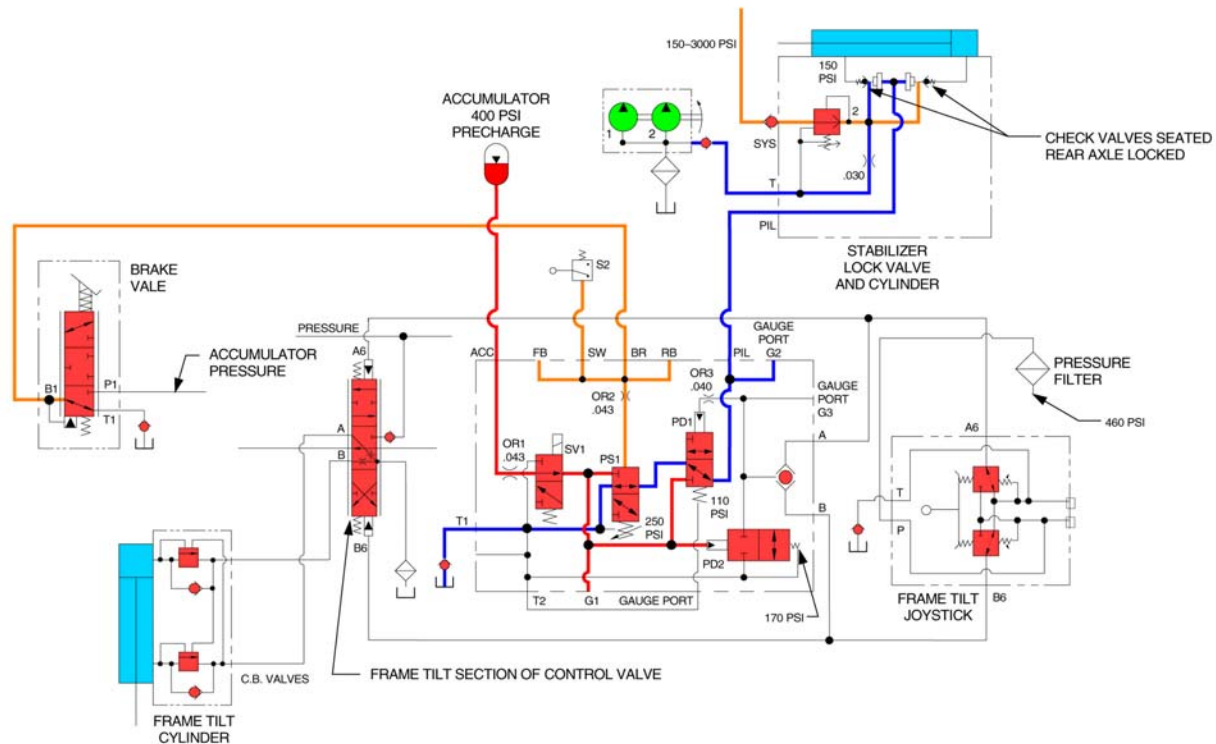 150–3000 PSI
150
PSI
ACCUMULATOR
400 PSI
PRECHARGE
1
2
2
SYS
CHECK VALVES SEATED
REAR AXLE LOCKED
.030
T
PIL
STABILIZER
LOCK VALVE
AND CYLINDER
BRAKE
VALE
S2
PRESSURE
ACCUMULATOR
PRESSURE
A6
ACC
FB
SW
BR
RB
PIL
GAUGE
PORT
G2
PRESSURE
FILTER
B1
P1
T1
OR2
.043
OR3
.040
GAUGE
PORT
G3
460 PSI
A
B
OR1
.043
SV1
PS1
PD1
A
B
A6
T
P
T1
250
PSI
110
PSI
PD2
B6
T2
G1
GAUGE PORT
170 PSI
B6
FRAME TILT
JOYSTICK
C.B. VALVES
FRAME TILT SECTION OF CONTROL VALVE
FRAME TILT
CYLINDER